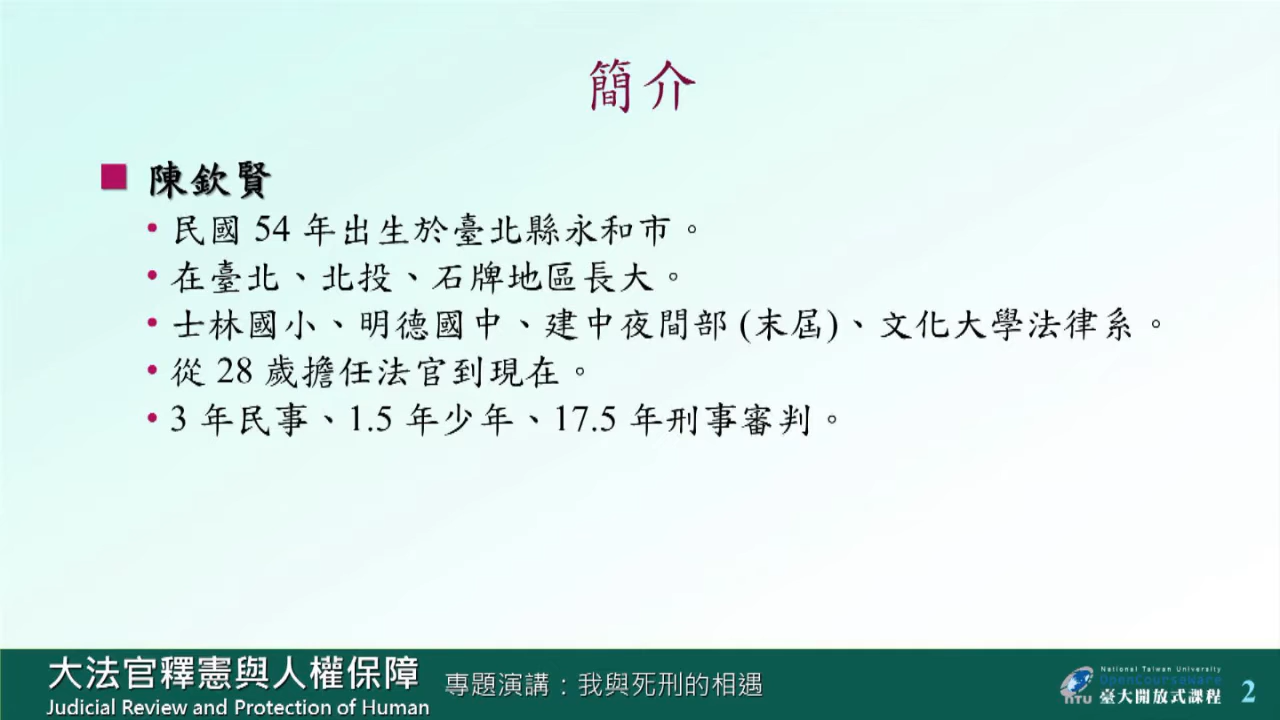 簡介
陳欽賢
民國 54 年出生於臺北縣永和市。
在臺北、北投、石牌地區長大。
士林國小、明德國中、建中夜間部 (末屆)、文化大學法律系。
從 28 歲擔任法官到現在。
3 年民事、1.5 年少年、17.5 年刑事審判。
大法官釋憲與人權保障
Judicial Review and Protection of Human
專題演講：我與死刑的相遇
National Taiwan University
OpenCourseWare
NTU 臺大開放式課程
2